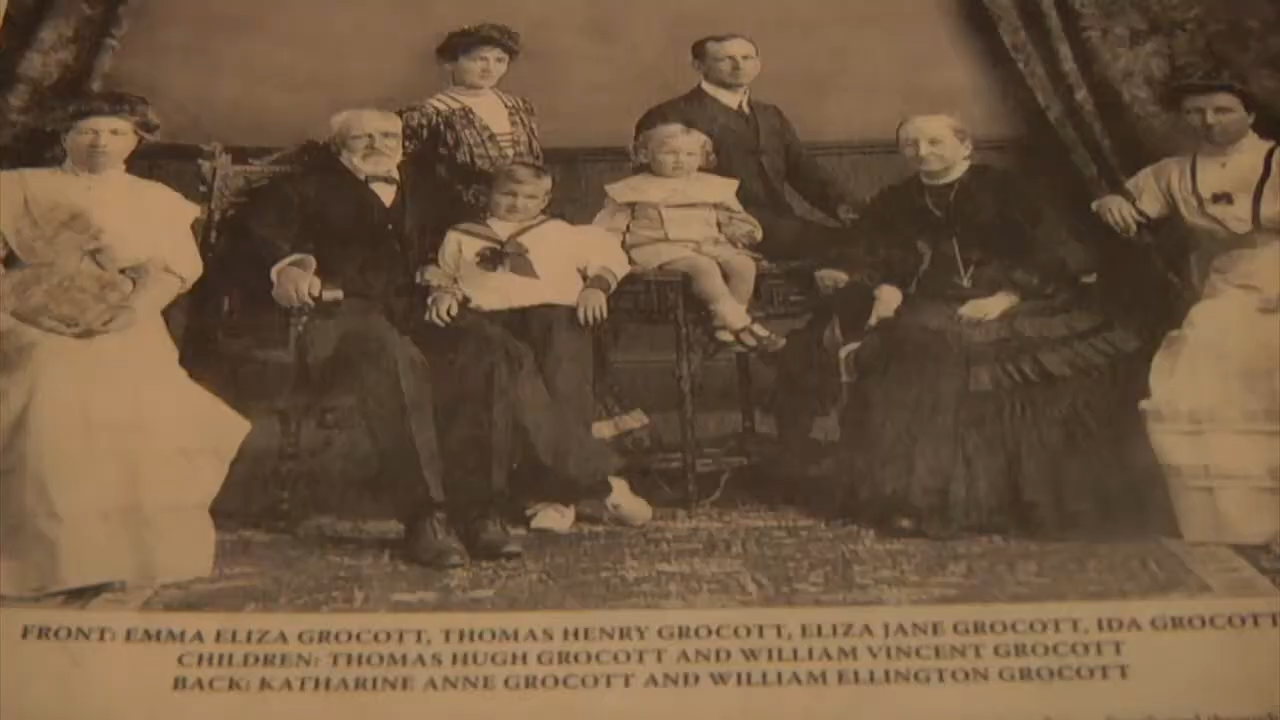 FRONT: EMMA ELIZA GROCOTT, THOMAS HENRY GROCOTT, ELIZA JANE GROCOTT, IDA GROCOTT
CHILDREN: THOMAS HUGH GROCOTT AND WILLIAM VINCENT GROCOTT
BACK: KATHARINE ANNE GROCOTT AND WILLIAM ELLINGTON GROCOTT